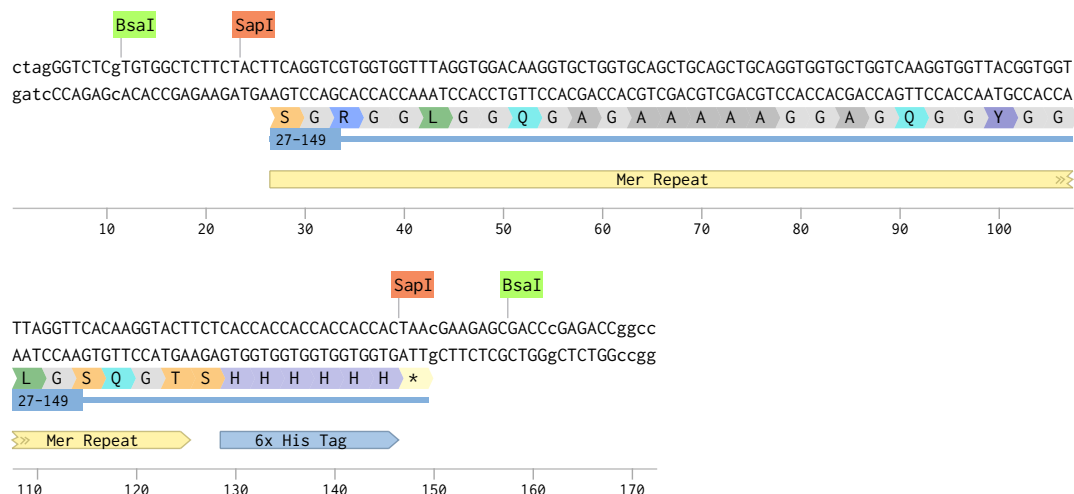 BsaI SapI
ctagGGTCTCgTGTGGCTCTTCTACTTCAGGTCGTGGTGGTTTAGGTGGACAAGGTGCTGGTGCAGCTGCAGCTGCAGGTGGTGCTGGTCAAGGTGGTTACGGTGGT
gatcCCAGAGcACACCGAGAAGATGAAGTCCAGCACCACCAAATCCACCTGTTCCACGACCACGTCGACGTCGACGTCCACCACGACCAGTTCCACCAATGCCACCA
S G R G G L G G Q G A G A A A A A G G A G Q G G Y G G
27-149
Mer Repeat
10 20 30 40 50 60 70 80 90 100
SapI BsaI
TTAGGTTCACAAGGTACTTCTCACCACCACCACCACCACTAAcGAAGAGCGACCcGAGACCggcc
AATCCAAGTGTTCCATGAAGAGTGGTGGTGGTGGTGGTGATTgCTTCTCGCTGGgCTCTGGccgg
L G S Q G T S H H H H H H *
27-149
Mer Repeat 6x His Tag
110 120 130 140 150 160 170